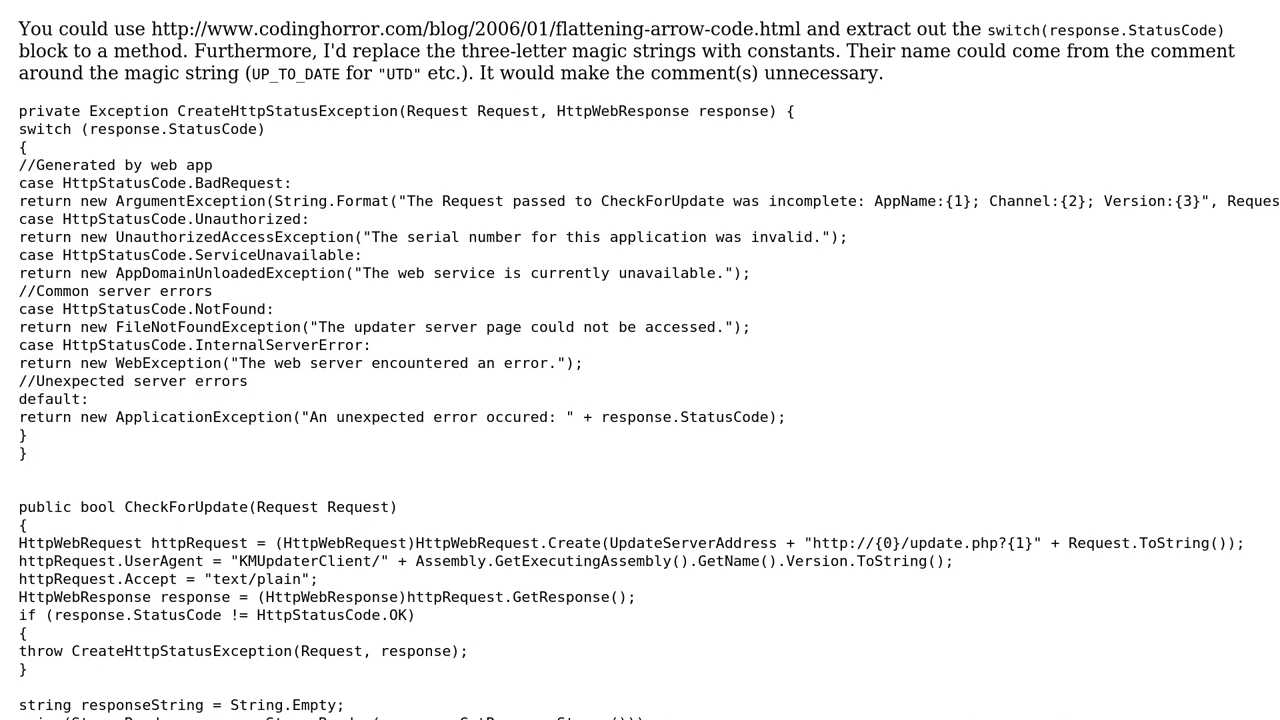 You could use http://www.codinghorror.com/blog/2006/01/flattening-arrow-code.html and extract out the switch(response.StatusCode)
block to a method. Furthermore, I'd replace the three-letter magic strings with constants. Their name could come from the comment
around the magic string (UP_TO_DATE for "UTD" etc.). It would make the comment(s) unnecessary.
private Exception CreateHttpStatusException(Request Request, HttpWebResponse response) {
switch (response.StatusCode)
{
//Generated by web app
case HttpStatusCode.BadRequest:
return new ArgumentException(String.Format("The Request passed to CheckForUpdate was incomplete: AppName:{1}; Channel:{2}; Version:{3}", Reques
case HttpStatusCode.Unauthorized:
return new UnauthorizedAccessException("The serial number for this application was invalid.");
case HttpStatusCode.ServiceUnavailable:
return new AppDomainUnloadedException("The web service is currently unavailable.");
//Common server errors
case HttpStatusCode.NotFound:
return new FileNotFoundException("The updater server page could not be accessed.");
case HttpStatusCode.InternalServerError:
return new WebException("The web server encountered an error.");
//Unexpected server errors
default:
return new ApplicationException("An unexpected error occured: " + response.StatusCode);
}
}
public bool CheckForUpdate(Request Request)
{
HttpWebRequest httpRequest = (HttpWebRequest)HttpWebRequest.Create(UpdateServerAddress + "http://{0}/update.php?{1}" + Request.ToString());
httpRequest.UserAgent = "KMUpdaterClient/" + Assembly.GetExecutingAssembly().GetName().Version.ToString();
httpRequest.Accept = "text/plain";
HttpWebResponse response = (HttpWebResponse)httpRequest.GetResponse();
if (response.StatusCode != HttpStatusCode.OK)
{
throw CreateHttpStatusException(Request, response);
}
string responseString = String.Empty;